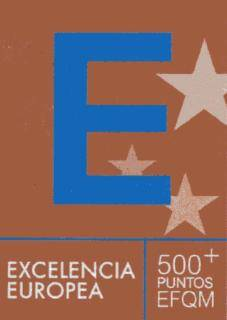 E
EXCELENCIA
EUROPEA
500+
PUNTOS
EFQM